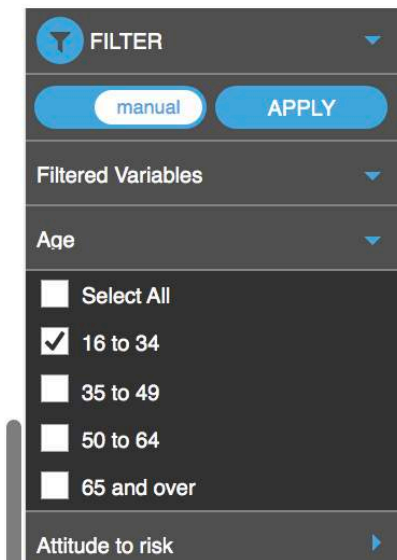 FILTER
manual APPLY
Filtered Variables
Age
Select All
16 to 34
35 to 49
50 to 64
65 and over
Attitude to risk